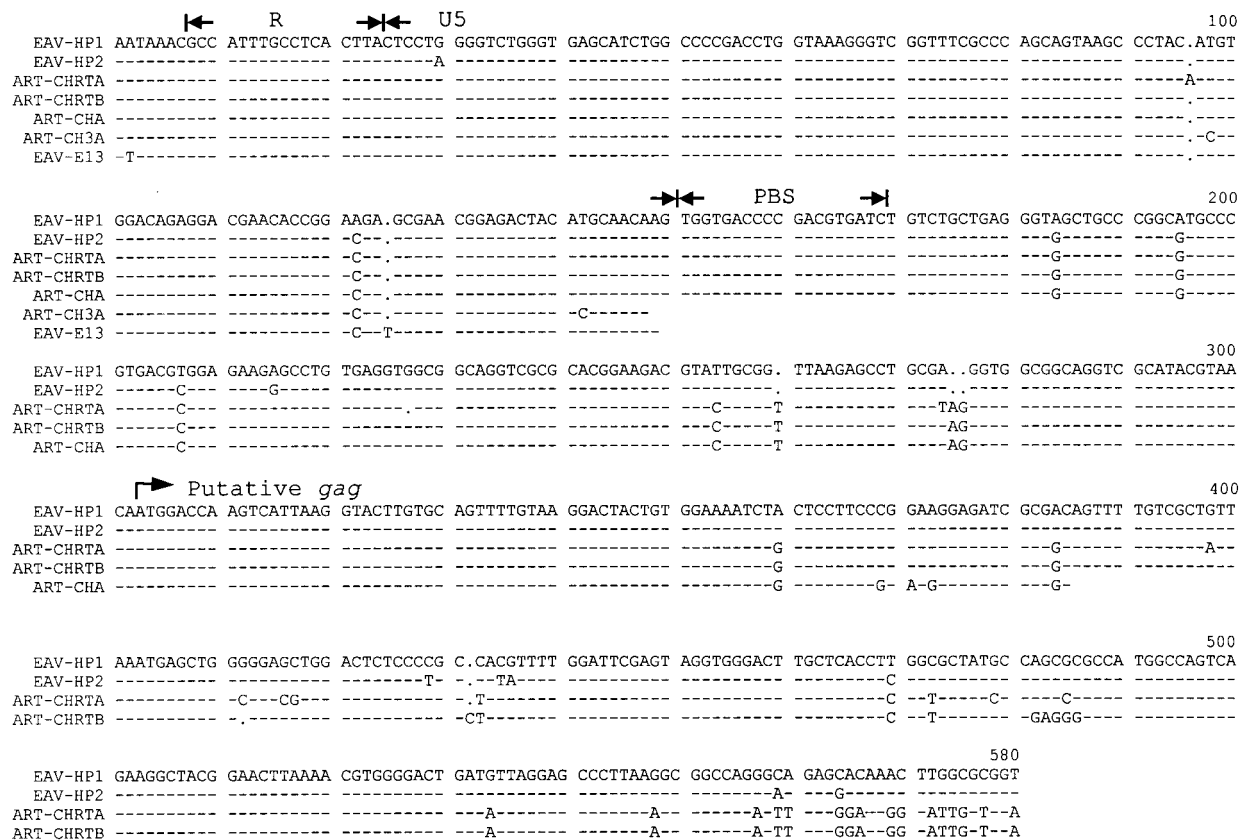 R U5
100
EAV-HP1 AATAAACGCC ATTTGCCTCA CTTACTCCTG GGGTCTGGGT GAGCATCTGG CCCCGACCTG GTAAAGGGTC GGTTTCGCCC AGCAGTAAGC CCTAC.ATGT
EAV-HP2 ---------- ---------- ---------A ---------- ---------- ---------- ---------- ---------- ---------- -----.----
ART-CHRTA ---------- ---------- ---------- ---------- ---------- ---------- ---------- ---------- ---------- -----A----
ART-CHRTB ---------- ---------- ---------- ---------- ---------- ---------- ---------- ---------- ---------- -----.----
ART-CHA ---------- ---------- ---------- ---------- ---------- ---------- ---------- ---------- ---------- -----.----
ART-CH3A ---------- ---------- ---------- ---------- ---------- ---------- ---------- ---------- ---------- -----.-C--
EAV-E13 -T-------- ---------- ---------- ---------- ---------- ---------- ---------- ---------- ---------- -----.----
PBS
200
EAV-HP1 GGACAGAGGA CGAACACCGG AAGA.GCGAA CGGAGACTAC ATGCAACAAG TGGTGACCCC GACGTGATCT GTCTGCTGAG GGTAGCTGCC CGGCATGCCC
EAV-HP2 ---------- ---------- -C--.----- ---------- ---------- ---------- ---------- ---------- ---G------ ----G-----
ART-CHRTA ---------- ---------- -C--.----- ---------- ---------- ---------- ---------- ---------- ---G------ ----G-----
ART-CHRTB ---------- ---------- -C--.----- ---------- ---------- ---------- ---------- ---------- ---G------ ----G-----
ART-CHA ---------- ---------- -C--.----- ---------- ---------- ---------- ---------- ---------- ---G------ ----G-----
ART-CH3A ---------- ---------- -C--.----- ---------- -C------
EAV-E13 ---------- ---------- -C--T----- ---------- ---------
300
EAV-HP1 GTGACGTGGA GAAGAGCCTG TGAGGTGGCG GCAGGTCGCG CACGGAAGAC GTATTGCGG. TTAAGAGCCT GCGA..GGTG GCGGCAGGTC GCATACGTAA
EAV-HP2 ------C--- ----G----- ---------- ---------- ---------- ---------. ---------- ----..---- ---------- ----------
ART-CHRTA ------C--- ---------- ------.--- ---------- ---------- ---C-----T ---------- ---TAG---- ---------- ----------
ART-CHRTB ------C--- ---------- ---------- ---------- ---------- ---C-----T ---------- ----AG---- ---------- ----------
ART-CHA ------C--- ---------- ---------- ---------- ---------- ---C-----T ---------- ----AG---- ---------- ----------
Putative gag
400
EAV-HP1 CAATGGACCA AGTCATTAAG GTACTTGTGC AGTTTTGTAA GGACTACTGT GGAAAATCTA CTCCTTCCCG GAAGGAGATC GCGACAGTTT TGTCGCTGTT
EAV-HP2 ---------- ---------- ---------- ---------- ---------- ---------- ---------- ---------- ---------- ----------
ART-CHRTA ---------- ---------- ---------- ---------- ---------- ---------G ---------- ---------- ---G------ -------A--
ART-CHRTB ---------- ---------- ---------- ---------- ---------- ---------G ---------- ---------- ---G------ ----------
ART-CHA ---------- ---------- ---------- ---------- ---------- ---------G --------G- A-G------- ---G-
500
EAV-HP1 AAATGAGCTG GGGGAGCTGG ACTCTCCCCG C.CACGTTTT GGATTCGAGT AGGTGGGACT TGCTCACCTT GGCGCTATGC CAGCGCGCCA TGGCCAGTCA
EAV-HP2 ---------- ---------- --------T- -.--TA---- ---------- ---------- ---------C ---------- ---------- ----------
ART-CHRTA ---------- -C---CG--- ---------- -.T------- ---------- ---------- ---------C --T-----C- ----C----- ----------
ART-CHRTB ---------- -.-------- ---------- -CT------- ---------- ---------- ---------C --T------- -GAGGG---- ----------
580
EAV-HP1 GAAGGCTACG GAACTTAAAA CGTGGGGACT GATGTTAGGAG CCCTTAAGGC GGCCAGGGCA GAGCACAAAC TTGGCGCGGT
EAV-HP2 ---------- ---------- ---------- ---------- ---------- ---------A ----G----- ----------
ART-CHRTA ---------- ---------- ---------- ---A------ --------A- ------A-TT ---GGA--GG -ATTG-T--A
ART-CHRTB ---------- ---------- ---------- ---A------ --------A- ------A-TT ---GGA--GG -ATTG-T--A